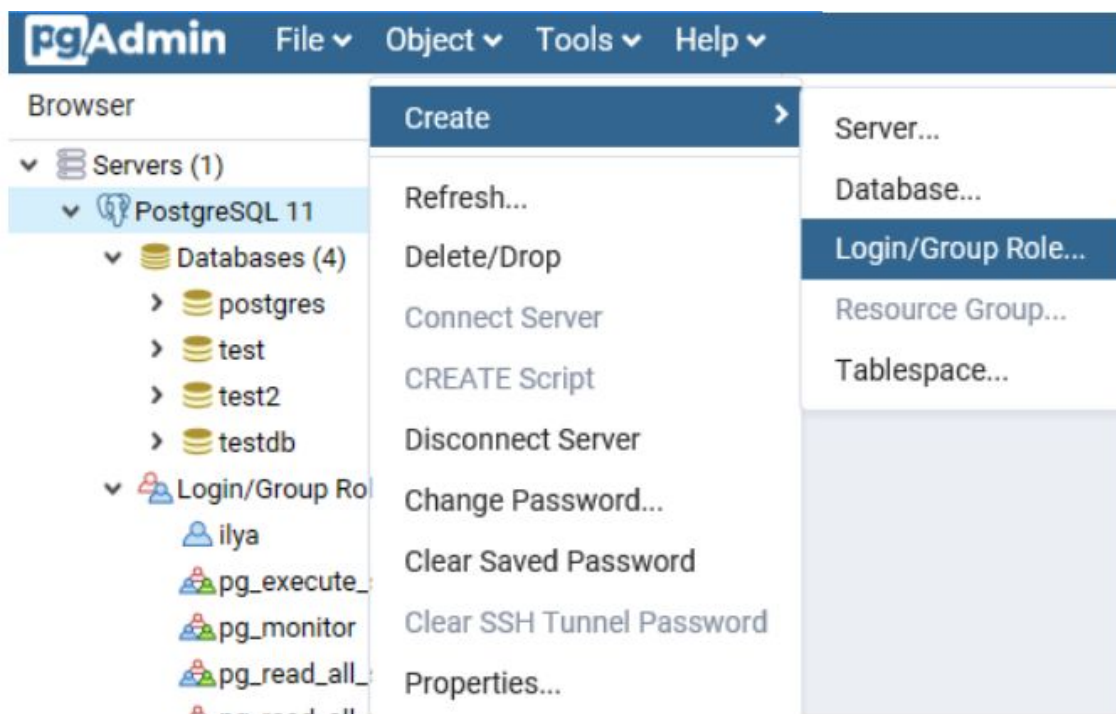 pgAdmin File Object Tools Help
Browser
Servers (1)
PostgreSQL 11
Databases (4)
postgres
test
test2
testdb
Login/Group Ro
ilya
pg_execute_
pg_monitor
pg_read_all_
Create
Refresh...
Delete/Drop
Connect Server
CREATE Script
Disconnect Server
Change Password...
Clear Saved Password
Clear SSH Tunnel Password
Properties...
Server...
Database...
Login/Group Role...
Resource Group...
Tablespace...